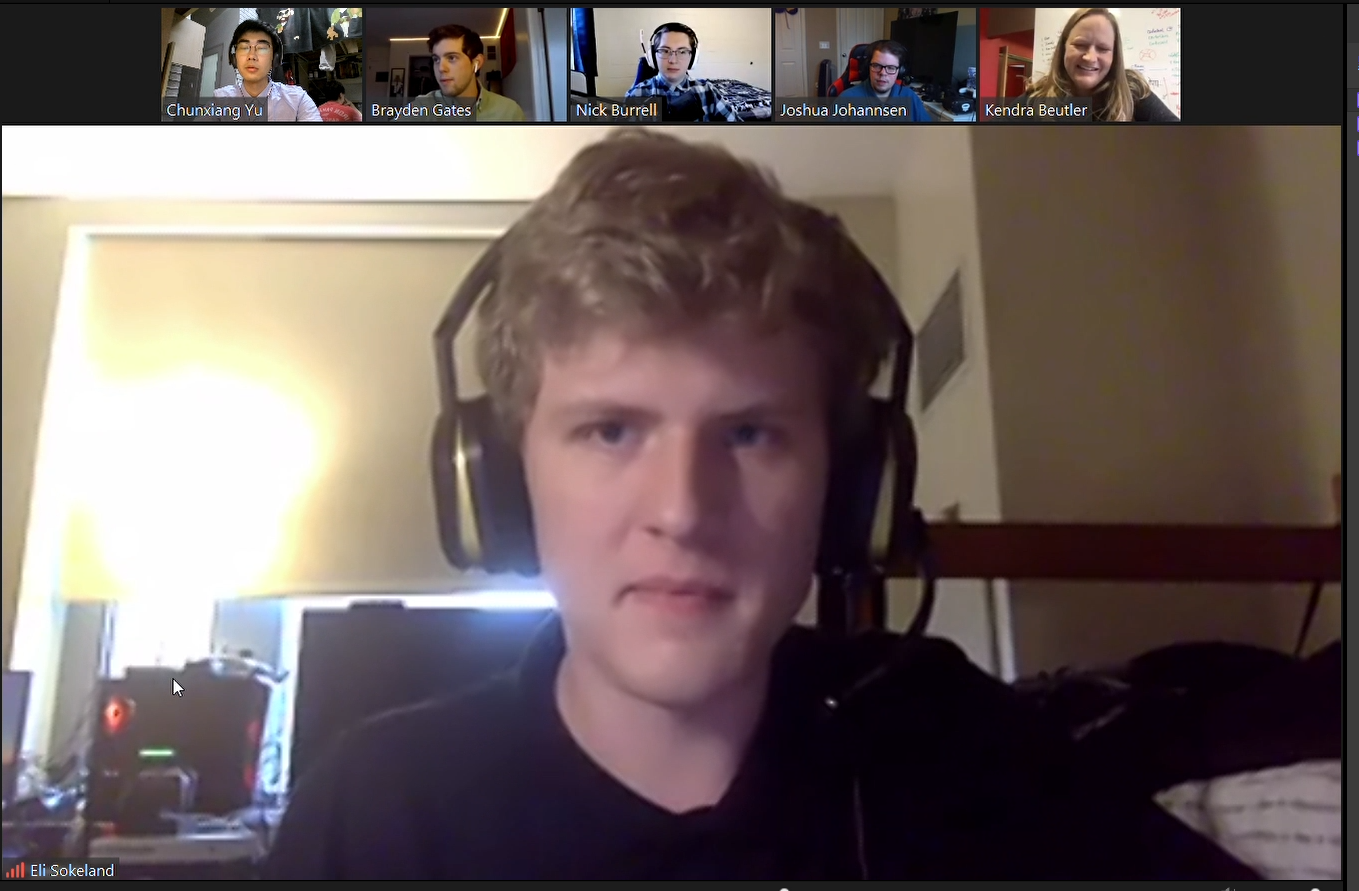 Chunxiang Yu
Brayden Gates
Nick Burrell
Joshua Johannsen
Kendra Beutler
Eli Sokeland